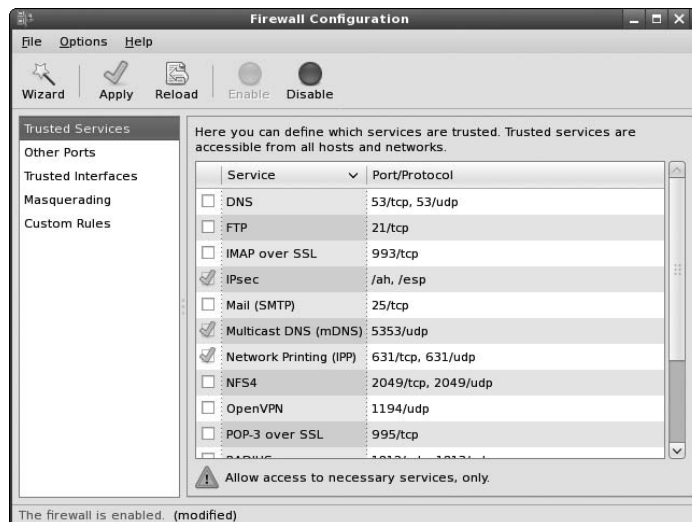 Firewall Configuration
File Options Help
Wizard Apply Reload Enable Disable
Trusted Services
Other Ports
Trusted Interfaces
Masquerading
Custom Rules
Here you can define which services are trusted. Trusted services are
accessible from all hosts and networks.
Service Port/Protocol
DNS 53/tcp, 53/udp
FTP 21/tcp
IMAP over SSL 993/tcp
IPsec /ah, /esp
Mail (SMTP) 25/tcp
Multicast DNS (mDNS) 5353/udp
Network Printing (IPP) 631/tcp, 631/udp
NFS4 2049/tcp, 2049/udp
OpenVPN 1194/udp
POP-3 over SSL 995/tcp
Allow access to necessary services, only.
The firewall is enabled. (modified)